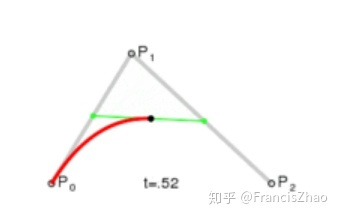 P1
P0
t=.52
P2
知乎 @FrancisZhao